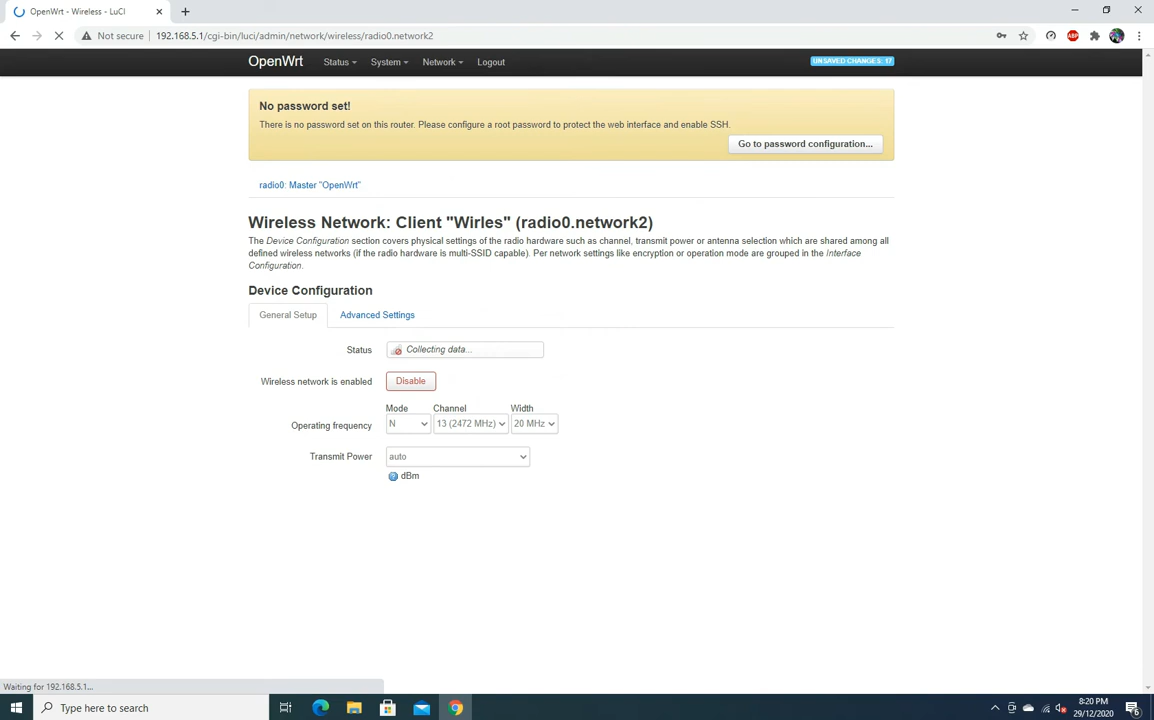 OpenWrt - Wireless - LuCI
Not secure 192.168.5.1/cgi-bin/luci/admin/network/wireless/radio0.network2
OpenWrt Status System Network Logout UNSAVED CHANGES: 17
No password set!
There is no password set on this router. Please configure a root password to protect the web interface and enable SSH.
Go to password configuration...
radio0: Master "OpenWrt"
Wireless Network: Client "Wirles" (radio0.network2)
The Device Configuration section covers physical settings of the radio hardware such as channel, transmit power or antenna selection which are shared among all
defined wireless networks (if the radio hardware is multi-SSID capable). Per network settings like encryption or operation mode are grouped in the Interface
Configuration.
Device Configuration
General Setup Advanced Settings
Status Collecting data...
Wireless network is enabled Disable
Mode Channel Width
Operating frequency N 13 (2472 MHz) 20 MHz
Transmit Power auto
dBm
Waiting for 192.168.5.1...
Type here to search
8:20 PM
29/12/2020
6
ABP